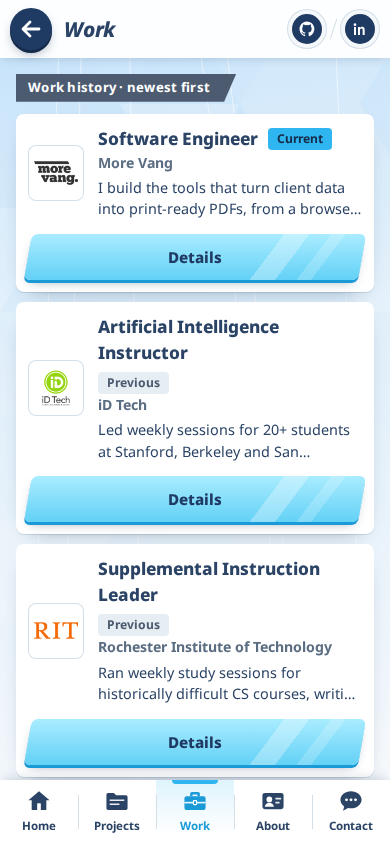 Work
in
Work history · newest first
Software Engineer Current
more vang.
More Vang
I build the tools that turn client data
into print-ready PDFs, from a browse…
Details
Artificial Intelligence
Instructor
Previous
iD
iD Tech
iD Tech
Led weekly sessions for 20+ students
at Stanford, Berkeley and San…
Details
Supplemental Instruction
Leader
Previous
RIT
Rochester Institute of Technology
Ran weekly study sessions for
historically difficult CS courses, writi…
Details
Home Projects Work About Contact